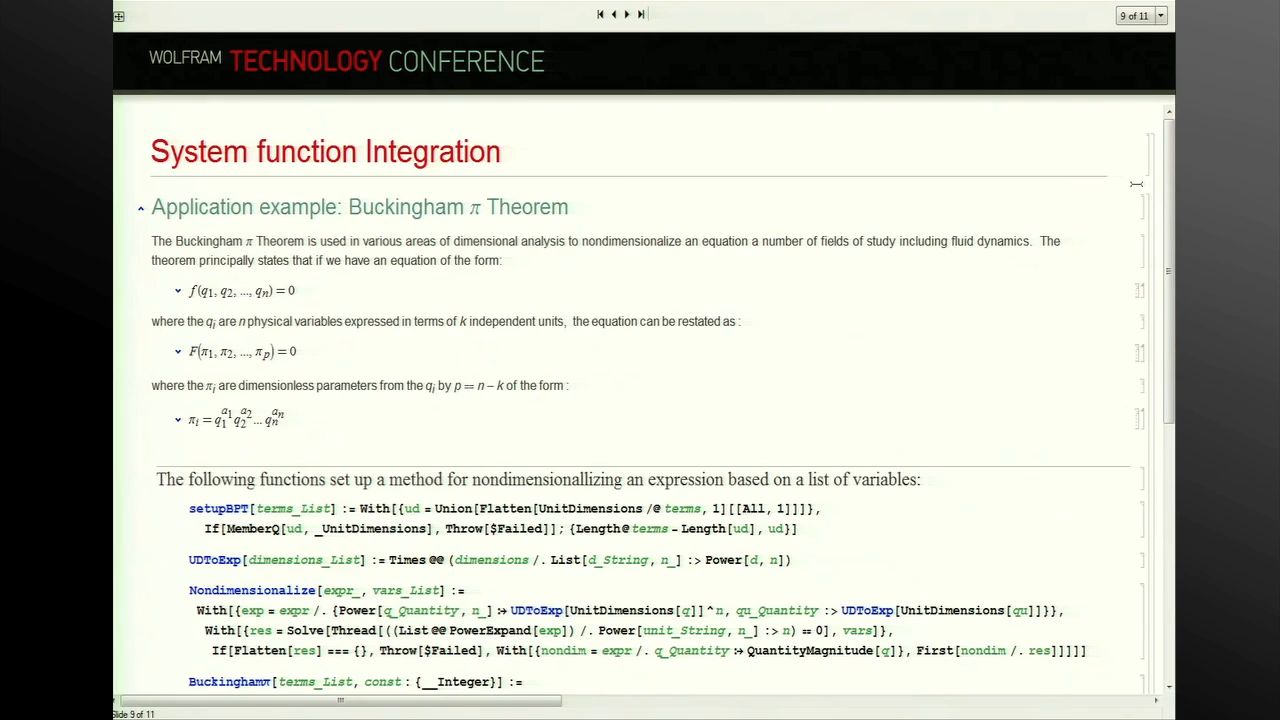 9 of 11
WOLFRAM TECHNOLOGY CONFERENCE
System function Integration
Application example: Buckingham π Theorem
The Buckingham π Theorem is used in various areas of dimensional analysis to nondimensionalize an equation a number of fields of study including fluid dynamics. The
theorem principally states that if we have an equation of the form:
f(q1, q2, ..., qn) = 0
where the qi are n physical variables expressed in terms of k independent units, the equation can be restated as :
F(π1, π2, ..., πp) = 0
where the πi are dimensionless parameters from the qi by p == n – k of the form :
πi = q1^a1 q2^a2 ... qn^an
The following functions set up a method for nondimensionallizing an expression based on a list of variables:
setupBPT[terms_List] := With[{ud = Union[Flatten[UnitDimensions /@ terms, 1][[All, 1]]]},
If[MemberQ[ud, _UnitDimensions], Throw[$Failed]]; {Length@terms - Length[ud], ud}]
UDToExp[dimensions_List] := Times @@ (dimensions /. List[d_String, n_] :> Power[d, n])
Nondimensionalize[expr_, vars_List] :=
With[{exp = expr /. {Power[q_Quantity, n_] :> UDToExp[UnitDimensions[q]]^n, qu_Quantity :> UDToExp[UnitDimensions[qu]]}},
With[{res = Solve[Thread[((List @@ PowerExpand[exp]) /. Power[unit_String, n_] :> n) == 0], vars]},
If[Flatten[res] === {}, Throw[$Failed], With[{nondim = expr /. q_Quantity :> QuantityMagnitude[q]}, First[nondim /. res]]]]]
Buckinghamπ[terms_List, const : {__Integer}] :=
Slide 9 of 11